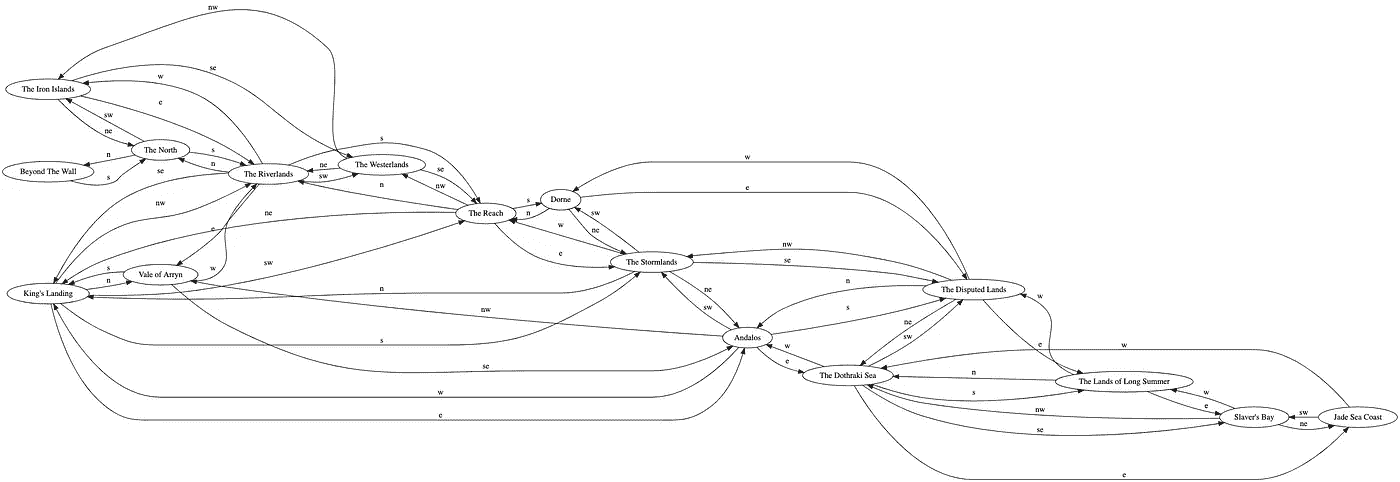 nw
se
w
The Iron Islands
e
sw
ne
s
The North
s
n
n
ne
The Westerlands
Beyond The Wall
s
se
The Riverlands
sw
se
n
nw
w
e
nw
ne
The Reach
s
n
Dorne
sw
ne
w
e
w
sw
The Stormlands
nw
se
s
n
Vale of Arryn
King's Landing
n
ne
sw
nw
n
s
The Disputed Lands
w
s
Andalos
ne
sw
w
e
e
w
The Dothraki Sea
n
The Lands of Long Summer
s
se
w
e
w
nw
se
Slaver's Bay
sw
ne
Jade Sea Coast
e
e